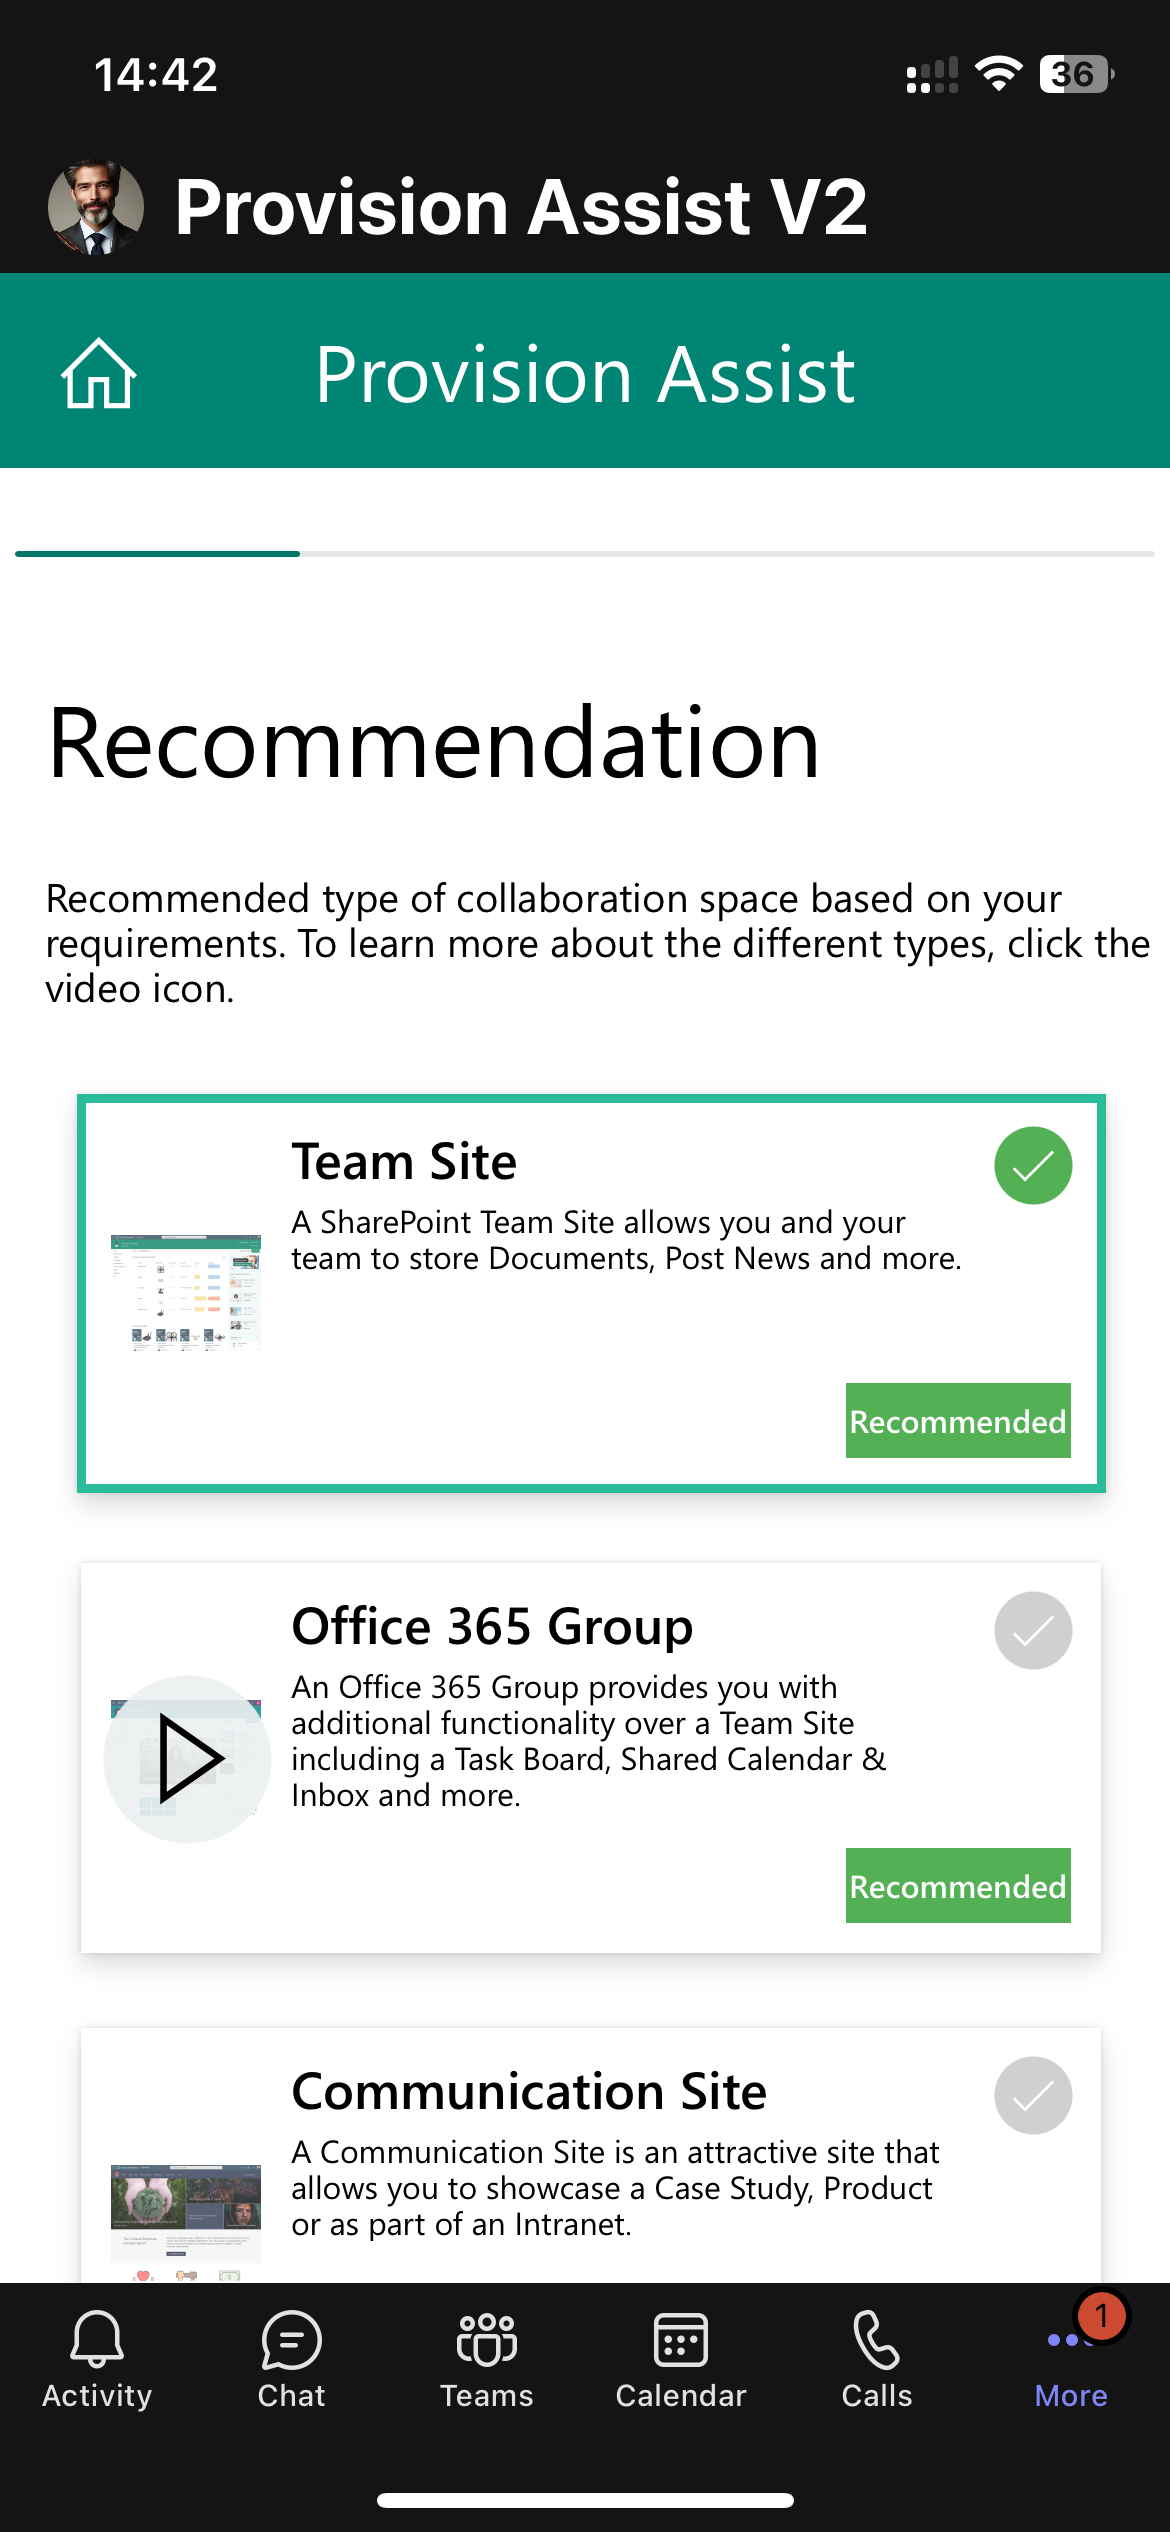 14:42
36
Provision Assist V2
Provision Assist
Recommendation
Recommended type of collaboration space based on your
requirements. To learn more about the different types, click the
video icon.
Team Site
A SharePoint Team Site allows you and your
team to store Documents, Post News and more.
Recommended
Office 365 Group
An Office 365 Group provides you with
additional functionality over a Team Site
including a Task Board, Shared Calendar &
Inbox and more.
Recommended
Communication Site
A Communication Site is an attractive site that
allows you to showcase a Case Study, Product
or as part of an Intranet.
1
Activity
Chat
Teams
Calendar
Calls
More